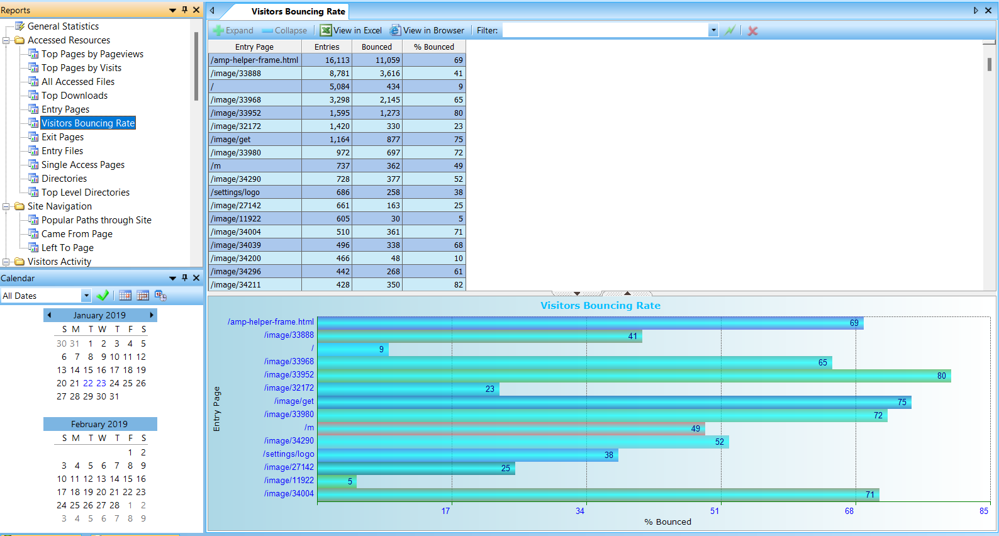 Reports
General Statistics
Accessed Resources
Top Pages by Pageviews
Top Pages by Visits
All Accessed Files
Top Downloads
Entry Pages
Visitors Bouncing Rate
Exit Pages
Entry Files
Single Access Pages
Directories
Top Level Directories
Site Navigation
Popular Paths through Site
Came From Page
Left To Page
Visitors Activity
Calendar
All Dates
12
January 2019
S M T W T F S
30 31 1 2 3 4 5
6 7 8 9 10 11 12
13 14 15 16 17 18 19
20 21 22 23 24 25 26
27 28 29 30 31
February 2019
S M T W T F S
1 2
3 4 5 6 7 8 9
10 11 12 13 14 15 16
17 18 19 20 21 22 23
24 25 26 27 28 1 2
3 4 5 6 7 8 9
Visitors Bouncing Rate
Expand Collapse View in Excel View in Browser Filter:
Entry Page Entries Bounced % Bounced
/amp-helper-frame.html 16,113 11,059 69
/image/33888 8,781 3,616 41
/ 5,084 434 9
/image/33968 3,298 2,145 65
/image/33952 1,595 1,273 80
/image/32172 1,420 330 23
/image/get 1,164 877 75
/image/33980 972 697 72
/m 737 362 49
/image/34290 728 377 52
/settings/logo 686 258 38
/image/27142 661 163 25
/image/11922 605 30 5
/image/34004 510 361 71
/image/34039 496 338 68
/image/34200 466 48 10
/image/34296 442 268 61
/image/34211 428 350 82
Visitors Bouncing Rate
Entry Page
/amp-helper-frame.html 69
/image/33888 41
/ 9
/image/33968 65
/image/33952 80
/image/32172 23
/image/get 75
/image/33980 72
/m 49
/image/34290 52
/settings/logo 38
/image/27142 25
/image/11922 5
/image/34004 71
17 34 51 68 85
% Bounced